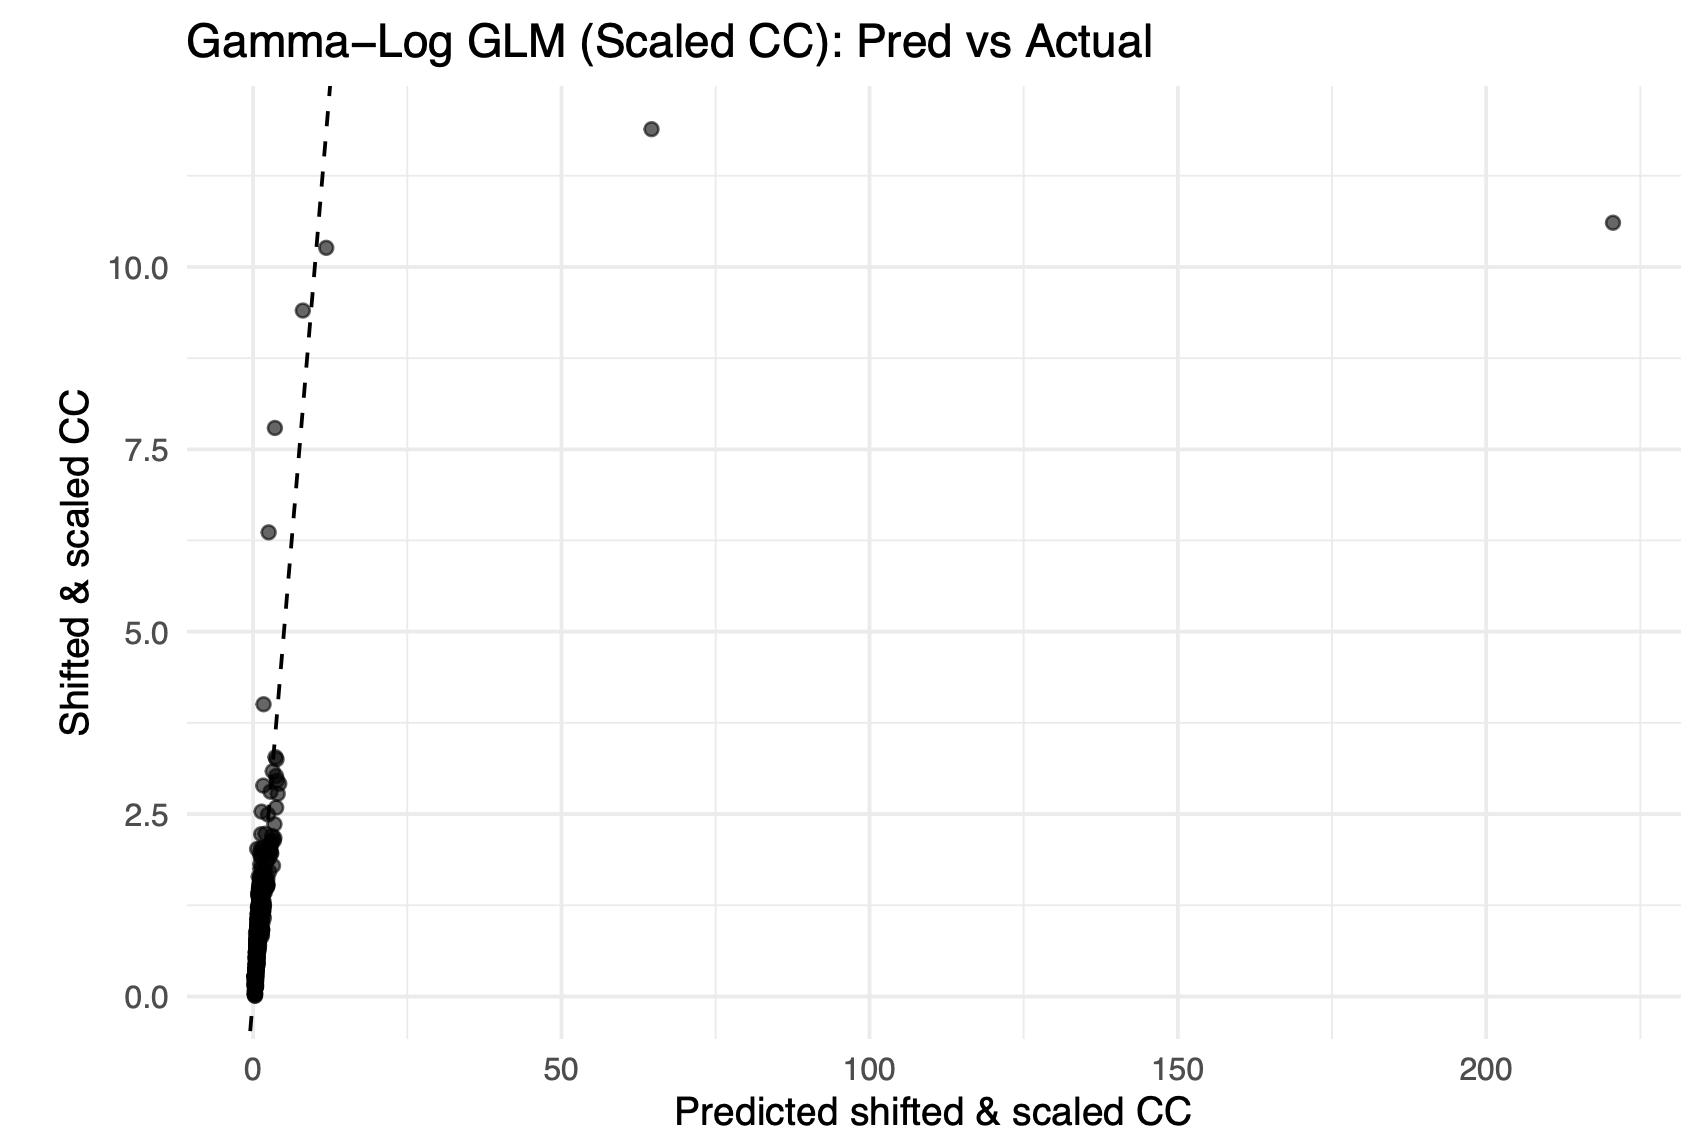 Gamma−Log GLM (Scaled CC): Pred vs Actual
Shifted & scaled CC
10.0
7.5
5.0
2.5
0.0
0 50 100 150 200
Predicted shifted & scaled CC